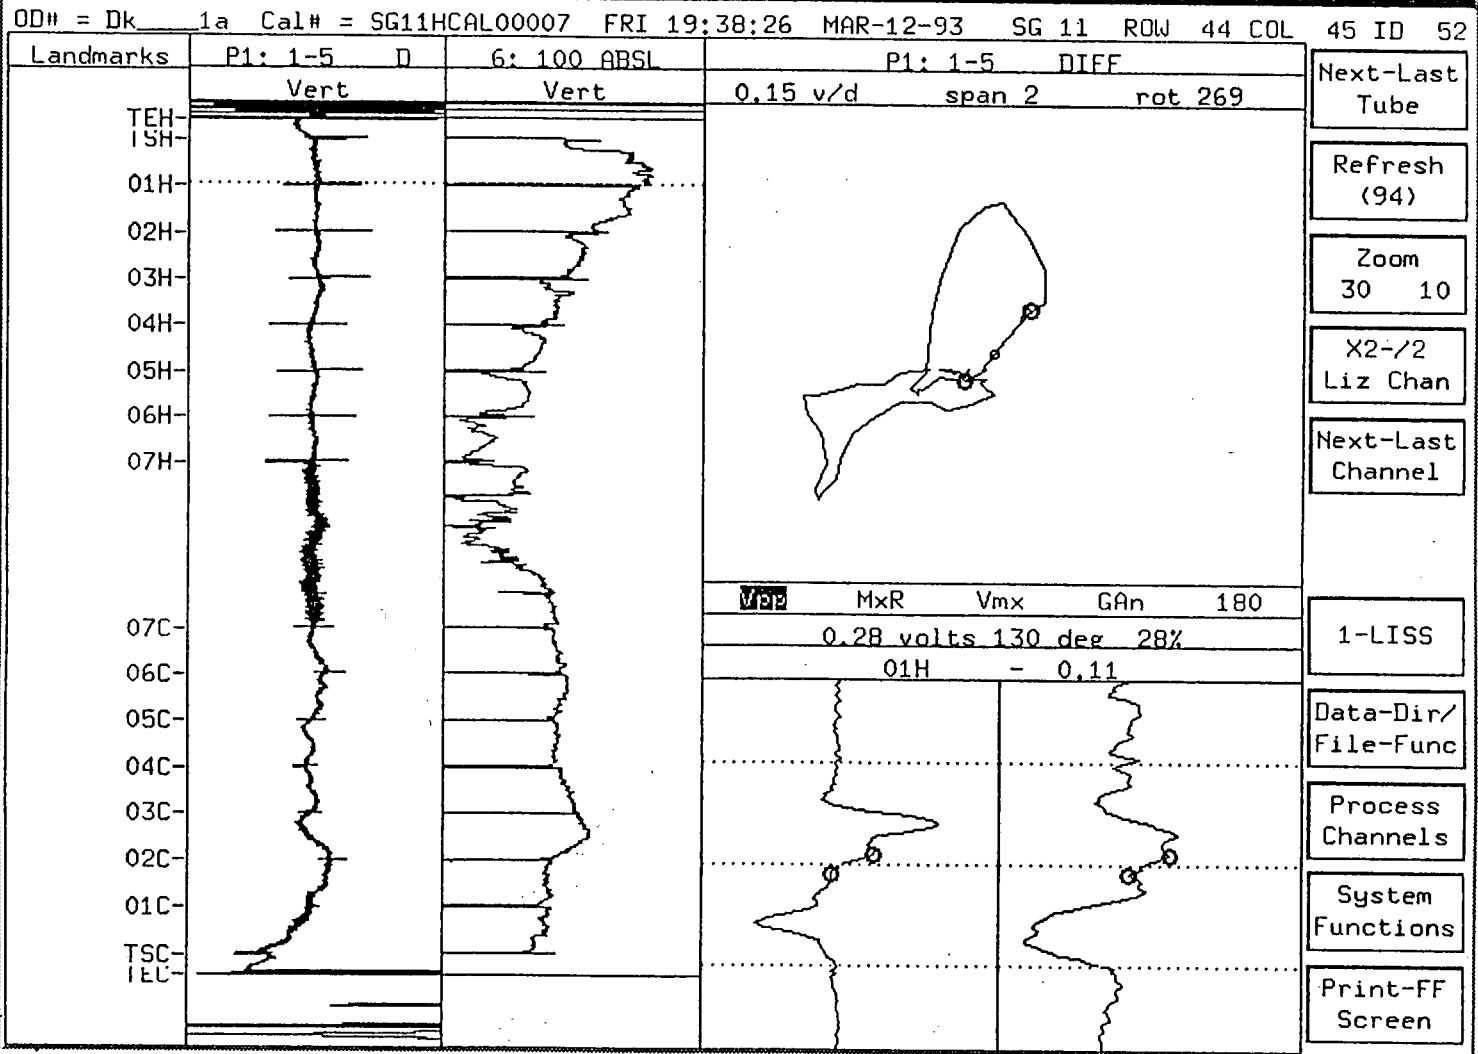 OD# = Dk____1a Cal# = SG11HCAL00007 FRI 19:38:26 MAR-12-93 SG 11 ROW 44 COL 45 ID 52
Landmarks
P1: 1-5 D
6: 100 ABSL
P1: 1-5 DIFF
Vert
Vert
0.15 v/d span 2 rot 269
TEH-
TSH-
01H-
02H-
03H-
04H-
05H-
06H-
07H-
07C-
06C-
05C-
04C-
03C-
02C-
01C-
TSC-
TEC-
Vpp MxR Vmx GAn 180
0.28 volts 130 deg 28%
01H - 0.11
Next-Last
Tube
Refresh
(94)
Zoom
30 10
X2-/2
Liz Chan
Next-Last
Channel
1-LISS
Data-Dir/
File-Func
Process
Channels
System
Functions
Print-FF
Screen